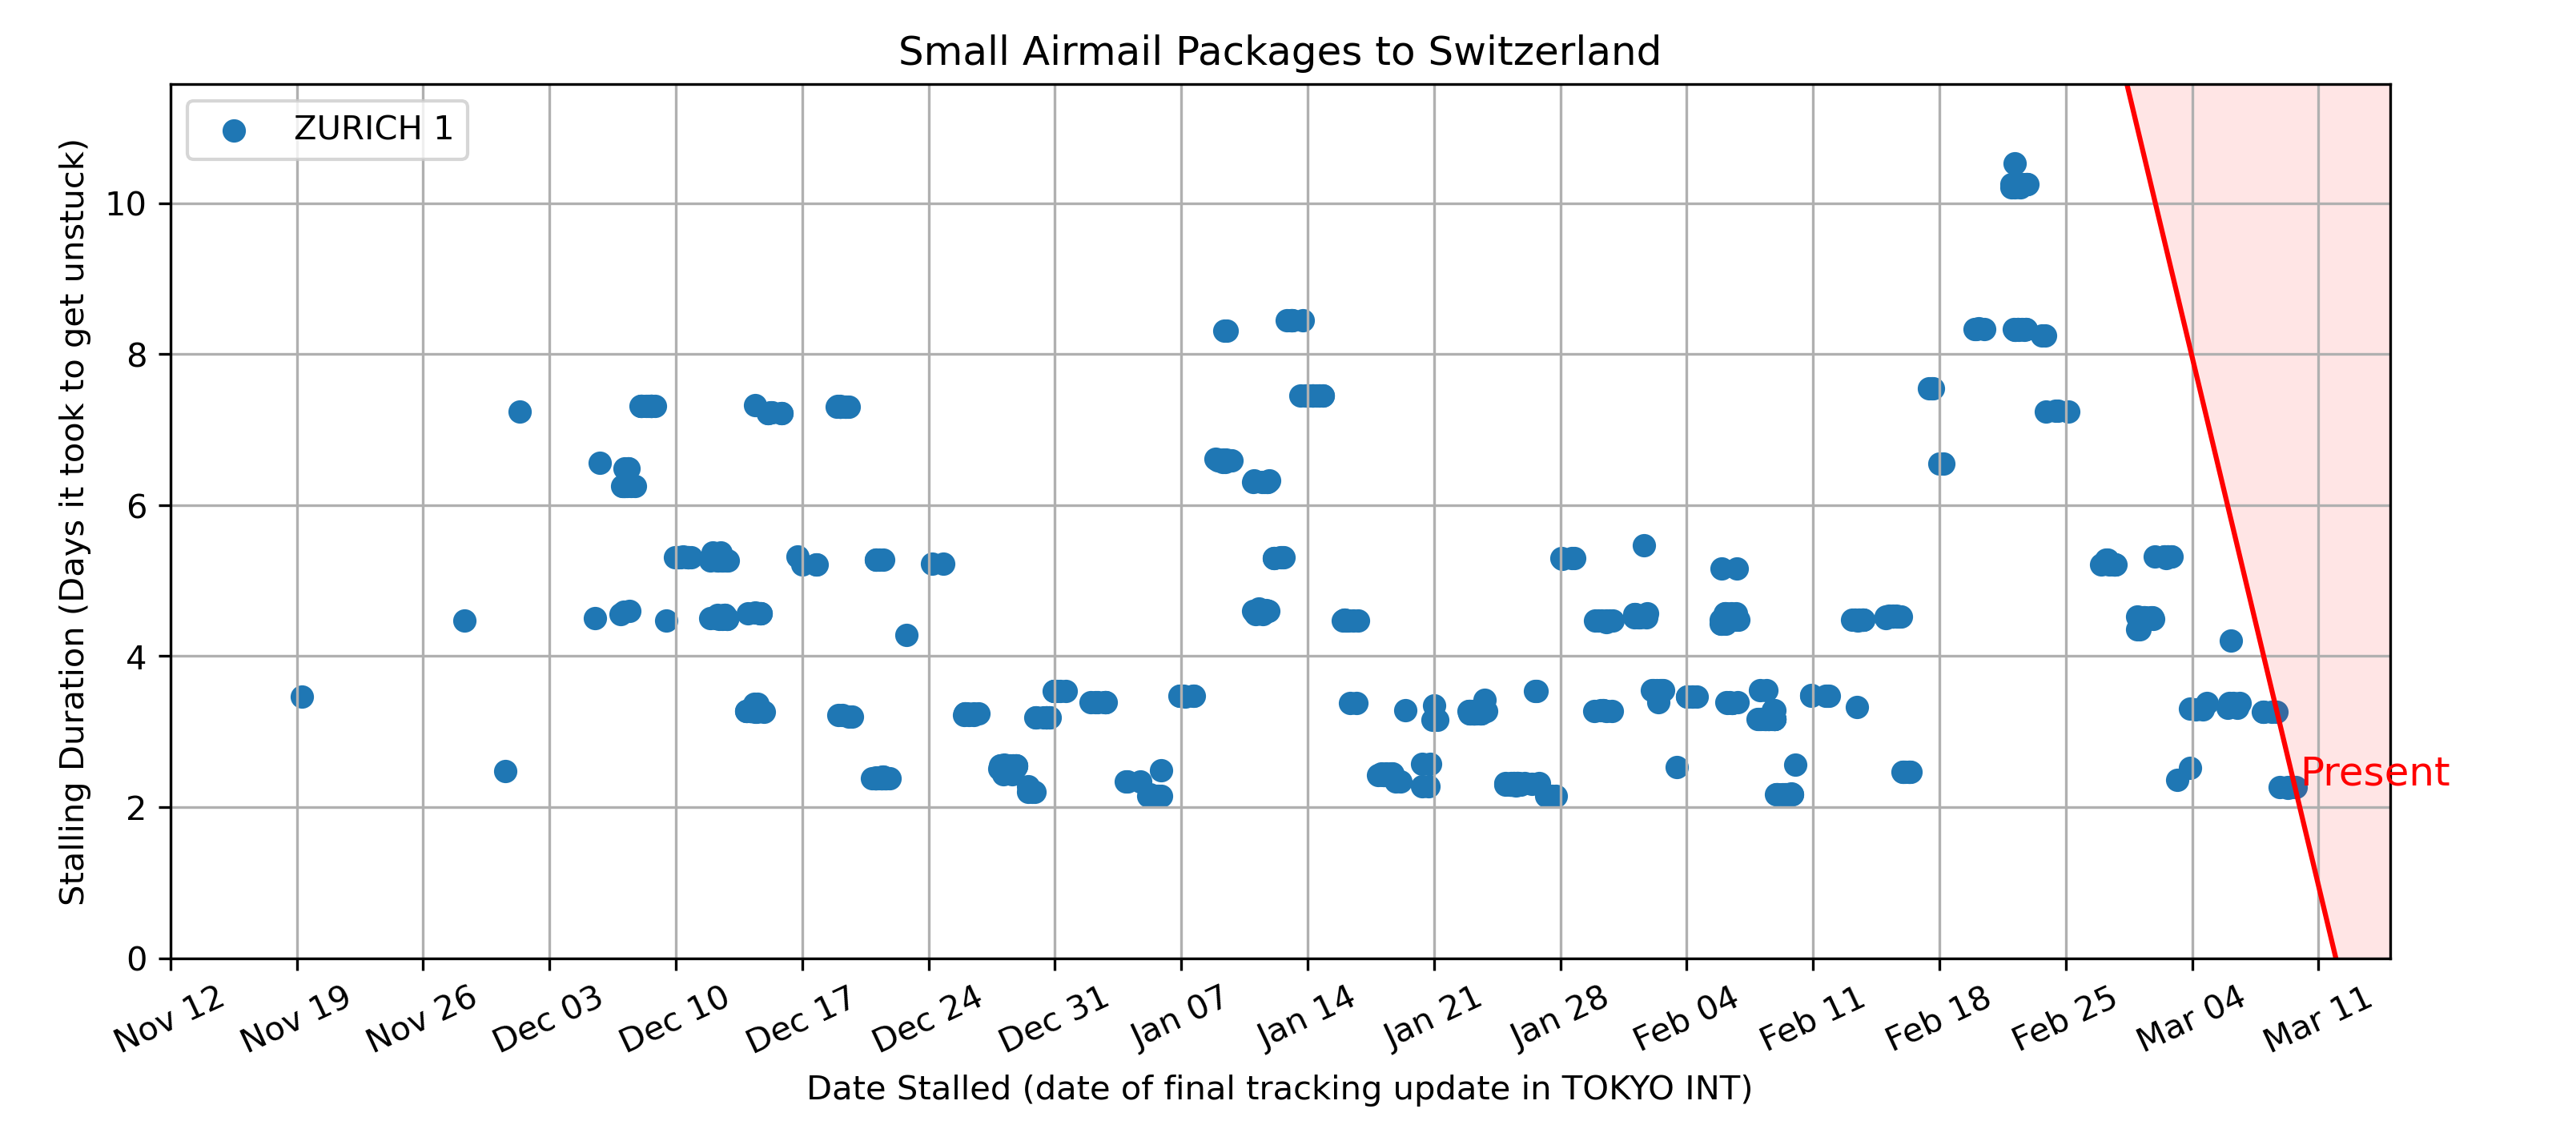 Small Airmail Packages to Switzerland
ZURICH 1
Stalling Duration (Days it took to get unstuck)
10
8
6
4
2
0
Present
Nov 12 Nov 19 Nov 26 Dec 03 Dec 10 Dec 17 Dec 24 Dec 31 Jan 07 Jan 14 Jan 21 Jan 28 Feb 04 Feb 11 Feb 18 Feb 25 Mar 04 Mar 11
Date Stalled (date of final tracking update in TOKYO INT)